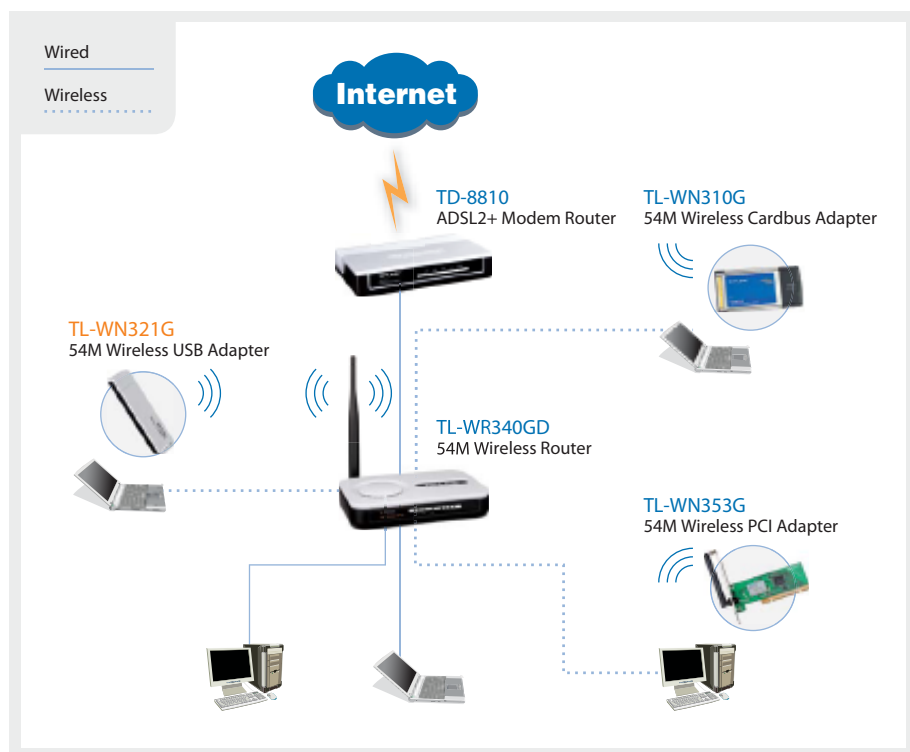 Wired
Wireless
Internet
TD-8810
ADSL2+ Modem Router
TL-WN310G
54M Wireless Cardbus Adapter
TL-WN321G
54M Wireless USB Adapter
TL-WR340GD
54M Wireless Router
TL-WN353G
54M Wireless PCI Adapter